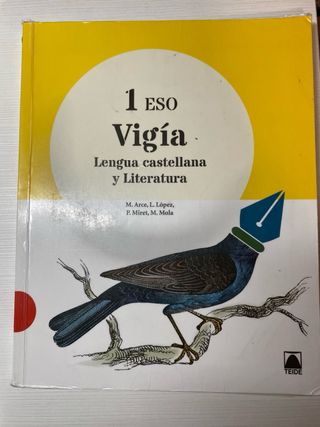 1 ESO
Vigía
Lengua castellana
y Literatura
M. Arce, L. López,
P. Miret, M. Mola
TEIDE